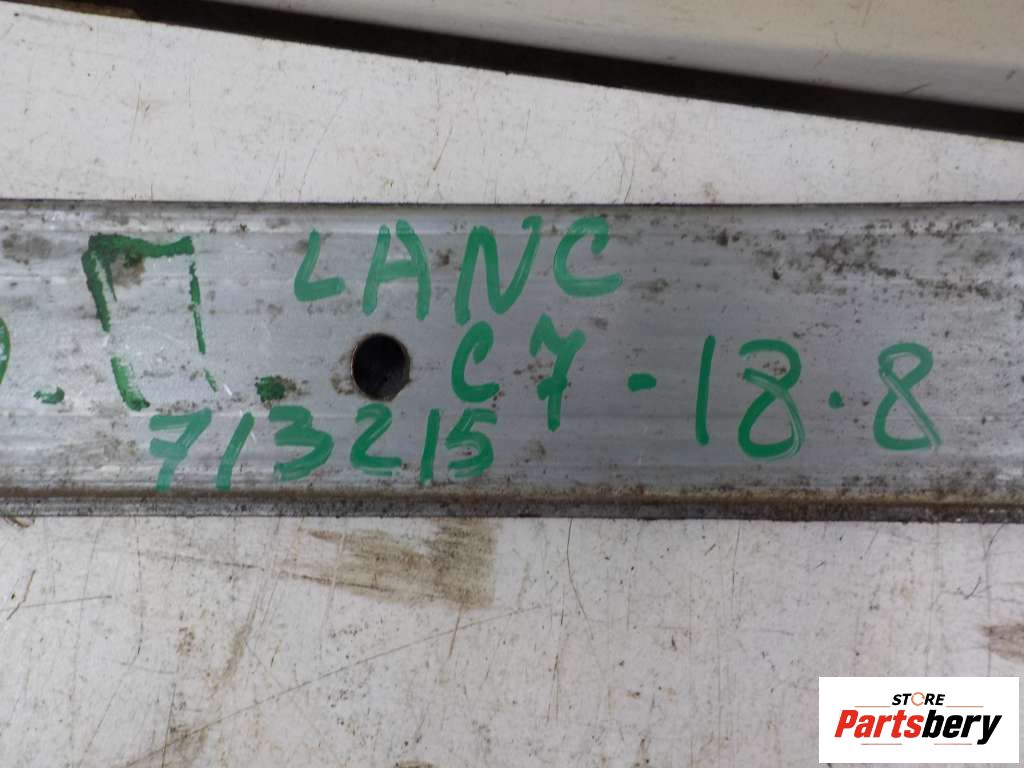 П. LANC
C7-18.8
713215
STORE
Partsbery